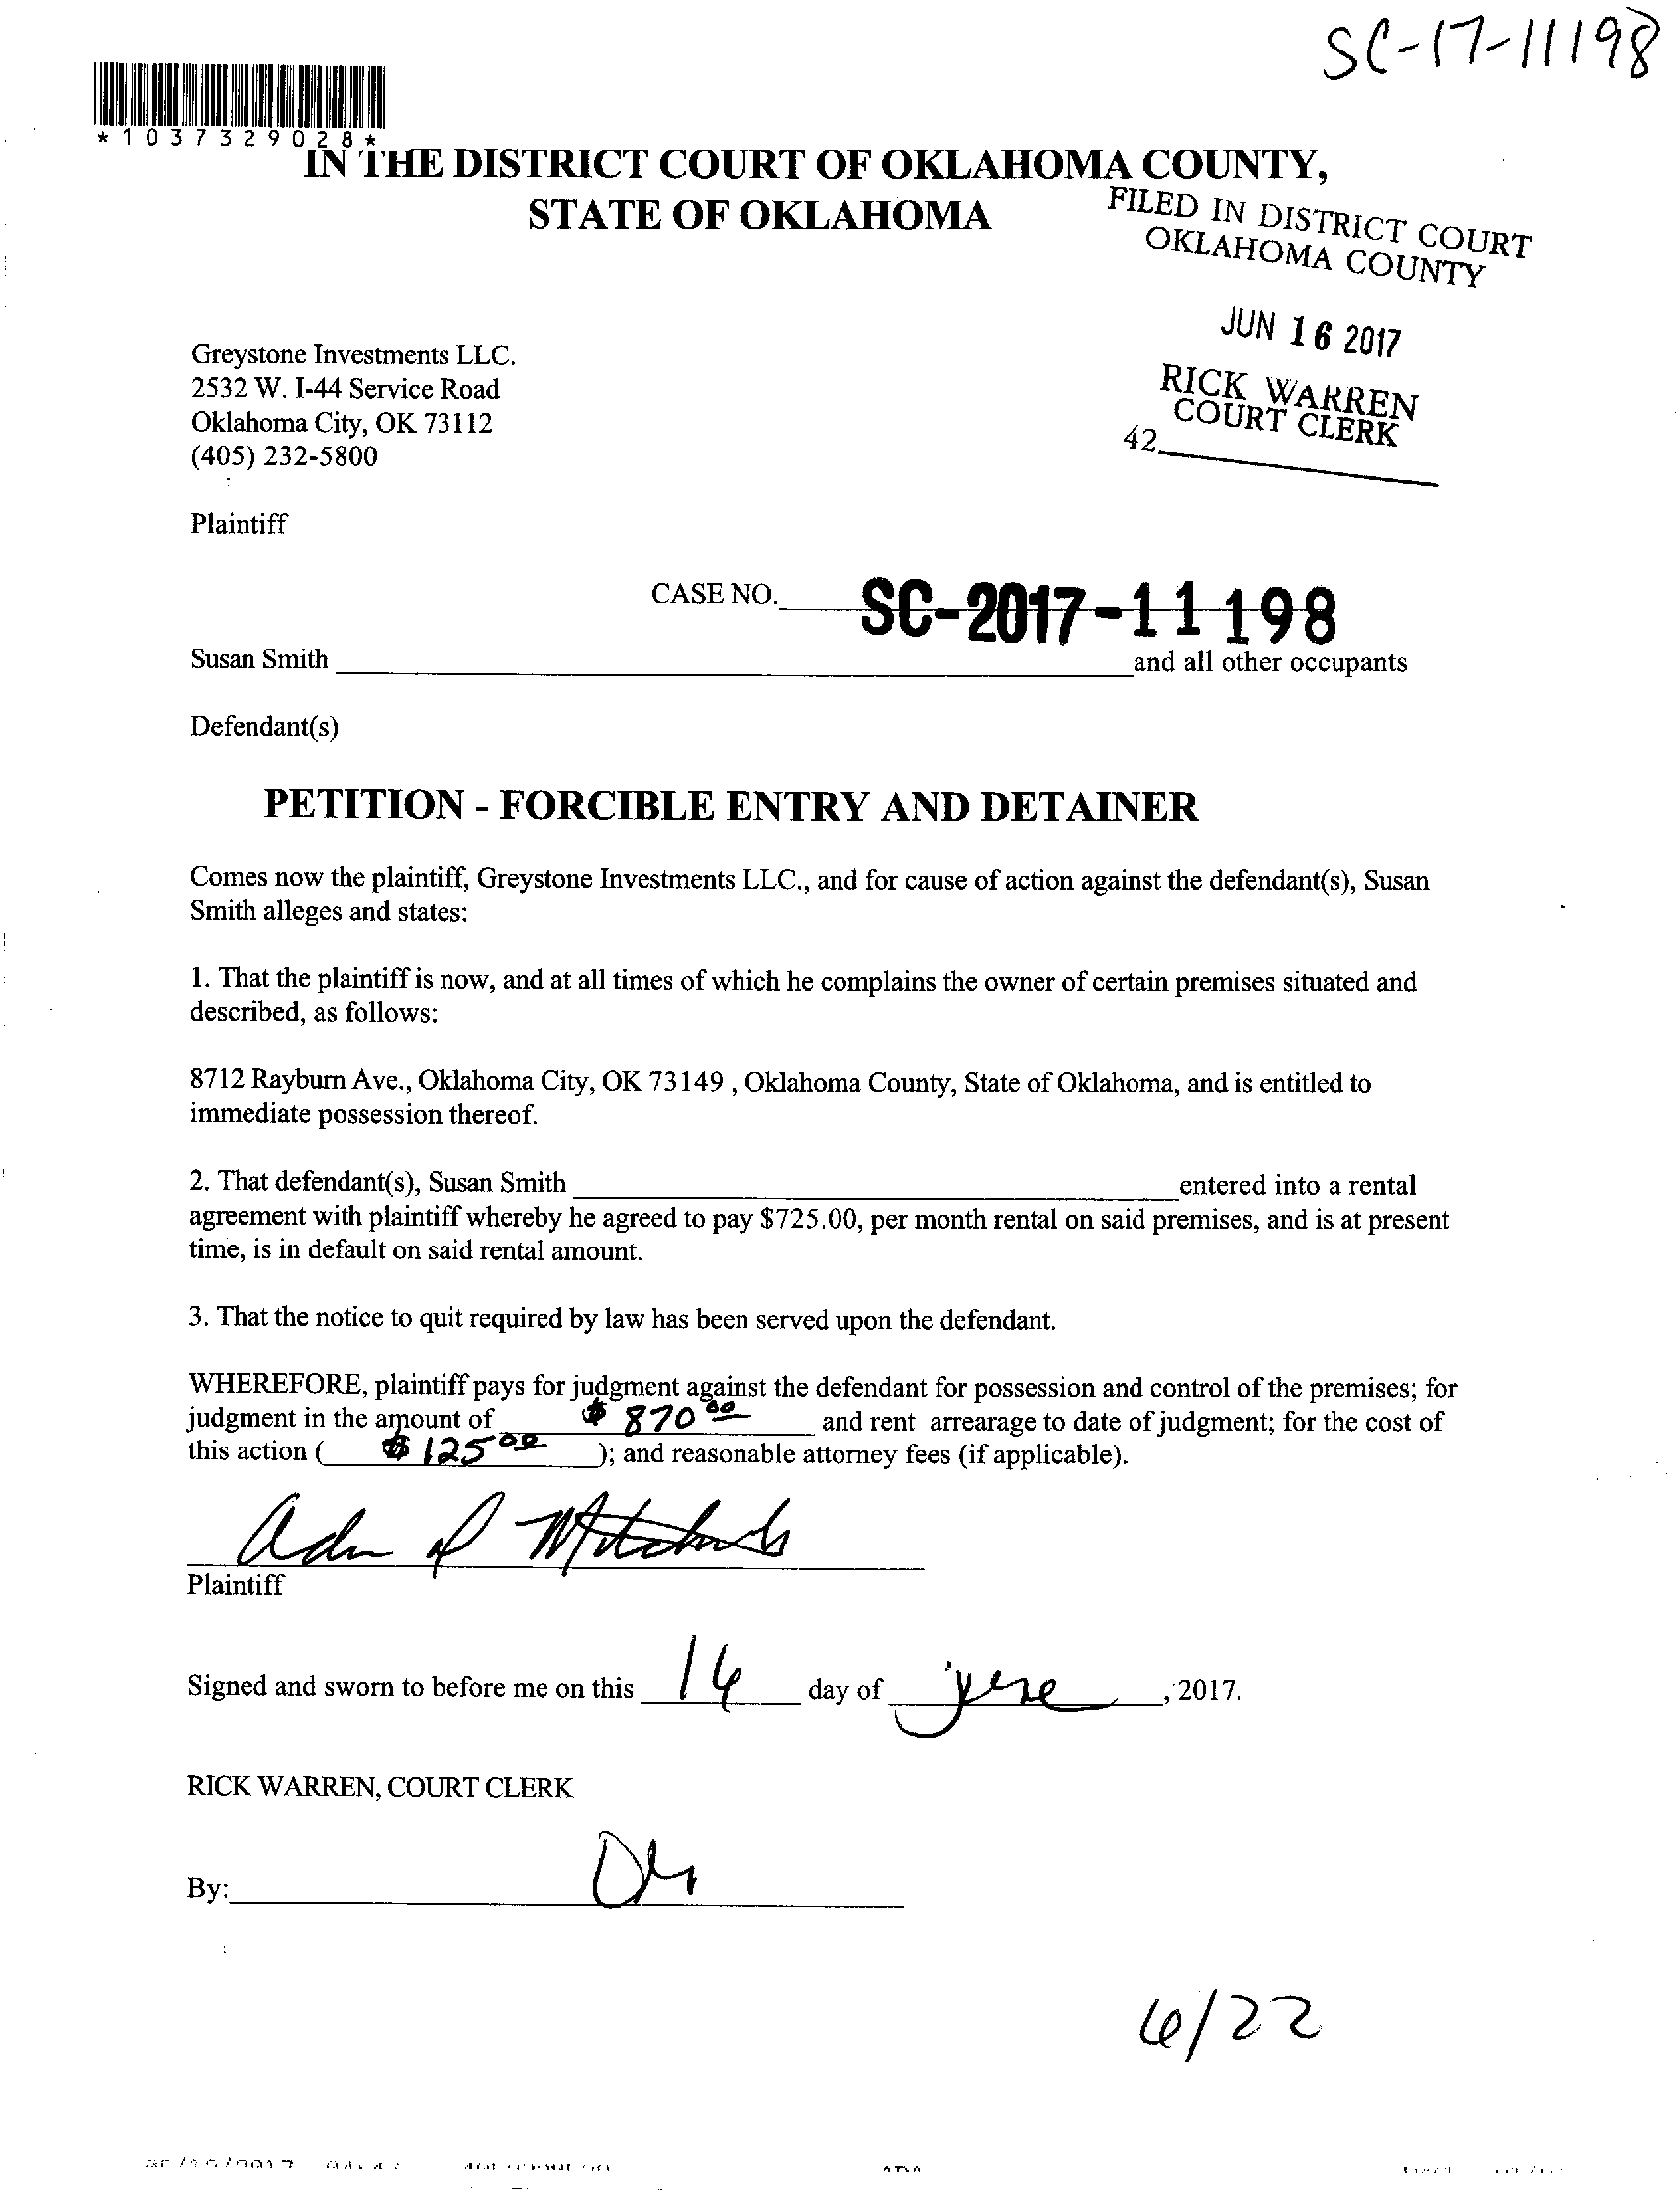 SC-17-11198
*1037329028*
IN THE DISTRICT COURT OF OKLAHOMA COUNTY,
STATE OF OKLAHOMA
FILED IN DISTRICT COURT
OKLAHOMA COUNTY
JUN 16 2017
RICK WARREN
COURT CLERK
42
Greystone Investments LLC.
2532 W. I-44 Service Road
Oklahoma City, OK 73112
(405) 232-5800
Plaintiff
CASE NO. SC-2017-11198
Susan Smith and all other occupants
Defendant(s)
PETITION - FORCIBLE ENTRY AND DETAINER
Comes now the plaintiff, Greystone Investments LLC., and for cause of action against the defendant(s), Susan
Smith alleges and states:
1. That the plaintiff is now, and at all times of which he complains the owner of certain premises situated and
described, as follows:
8712 Rayburn Ave., Oklahoma City, OK 73149 , Oklahoma County, State of Oklahoma, and is entitled to
immediate possession thereof.
2. That defendant(s), Susan Smith entered into a rental
agreement with plaintiff whereby he agreed to pay $725.00, per month rental on said premises, and is at present
time, is in default on said rental amount.
3. That the notice to quit required by law has been served upon the defendant.
WHEREFORE, plaintiff pays for judgment against the defendant for possession and control of the premises; for
judgment in the amount of $ 870 00 and rent arrearage to date of judgment; for the cost of
this action ( $ 125 00 ); and reasonable attorney fees (if applicable).
Plaintiff
Signed and sworn to before me on this 16 day of June , 2017.
RICK WARREN, COURT CLERK
By:
6/22